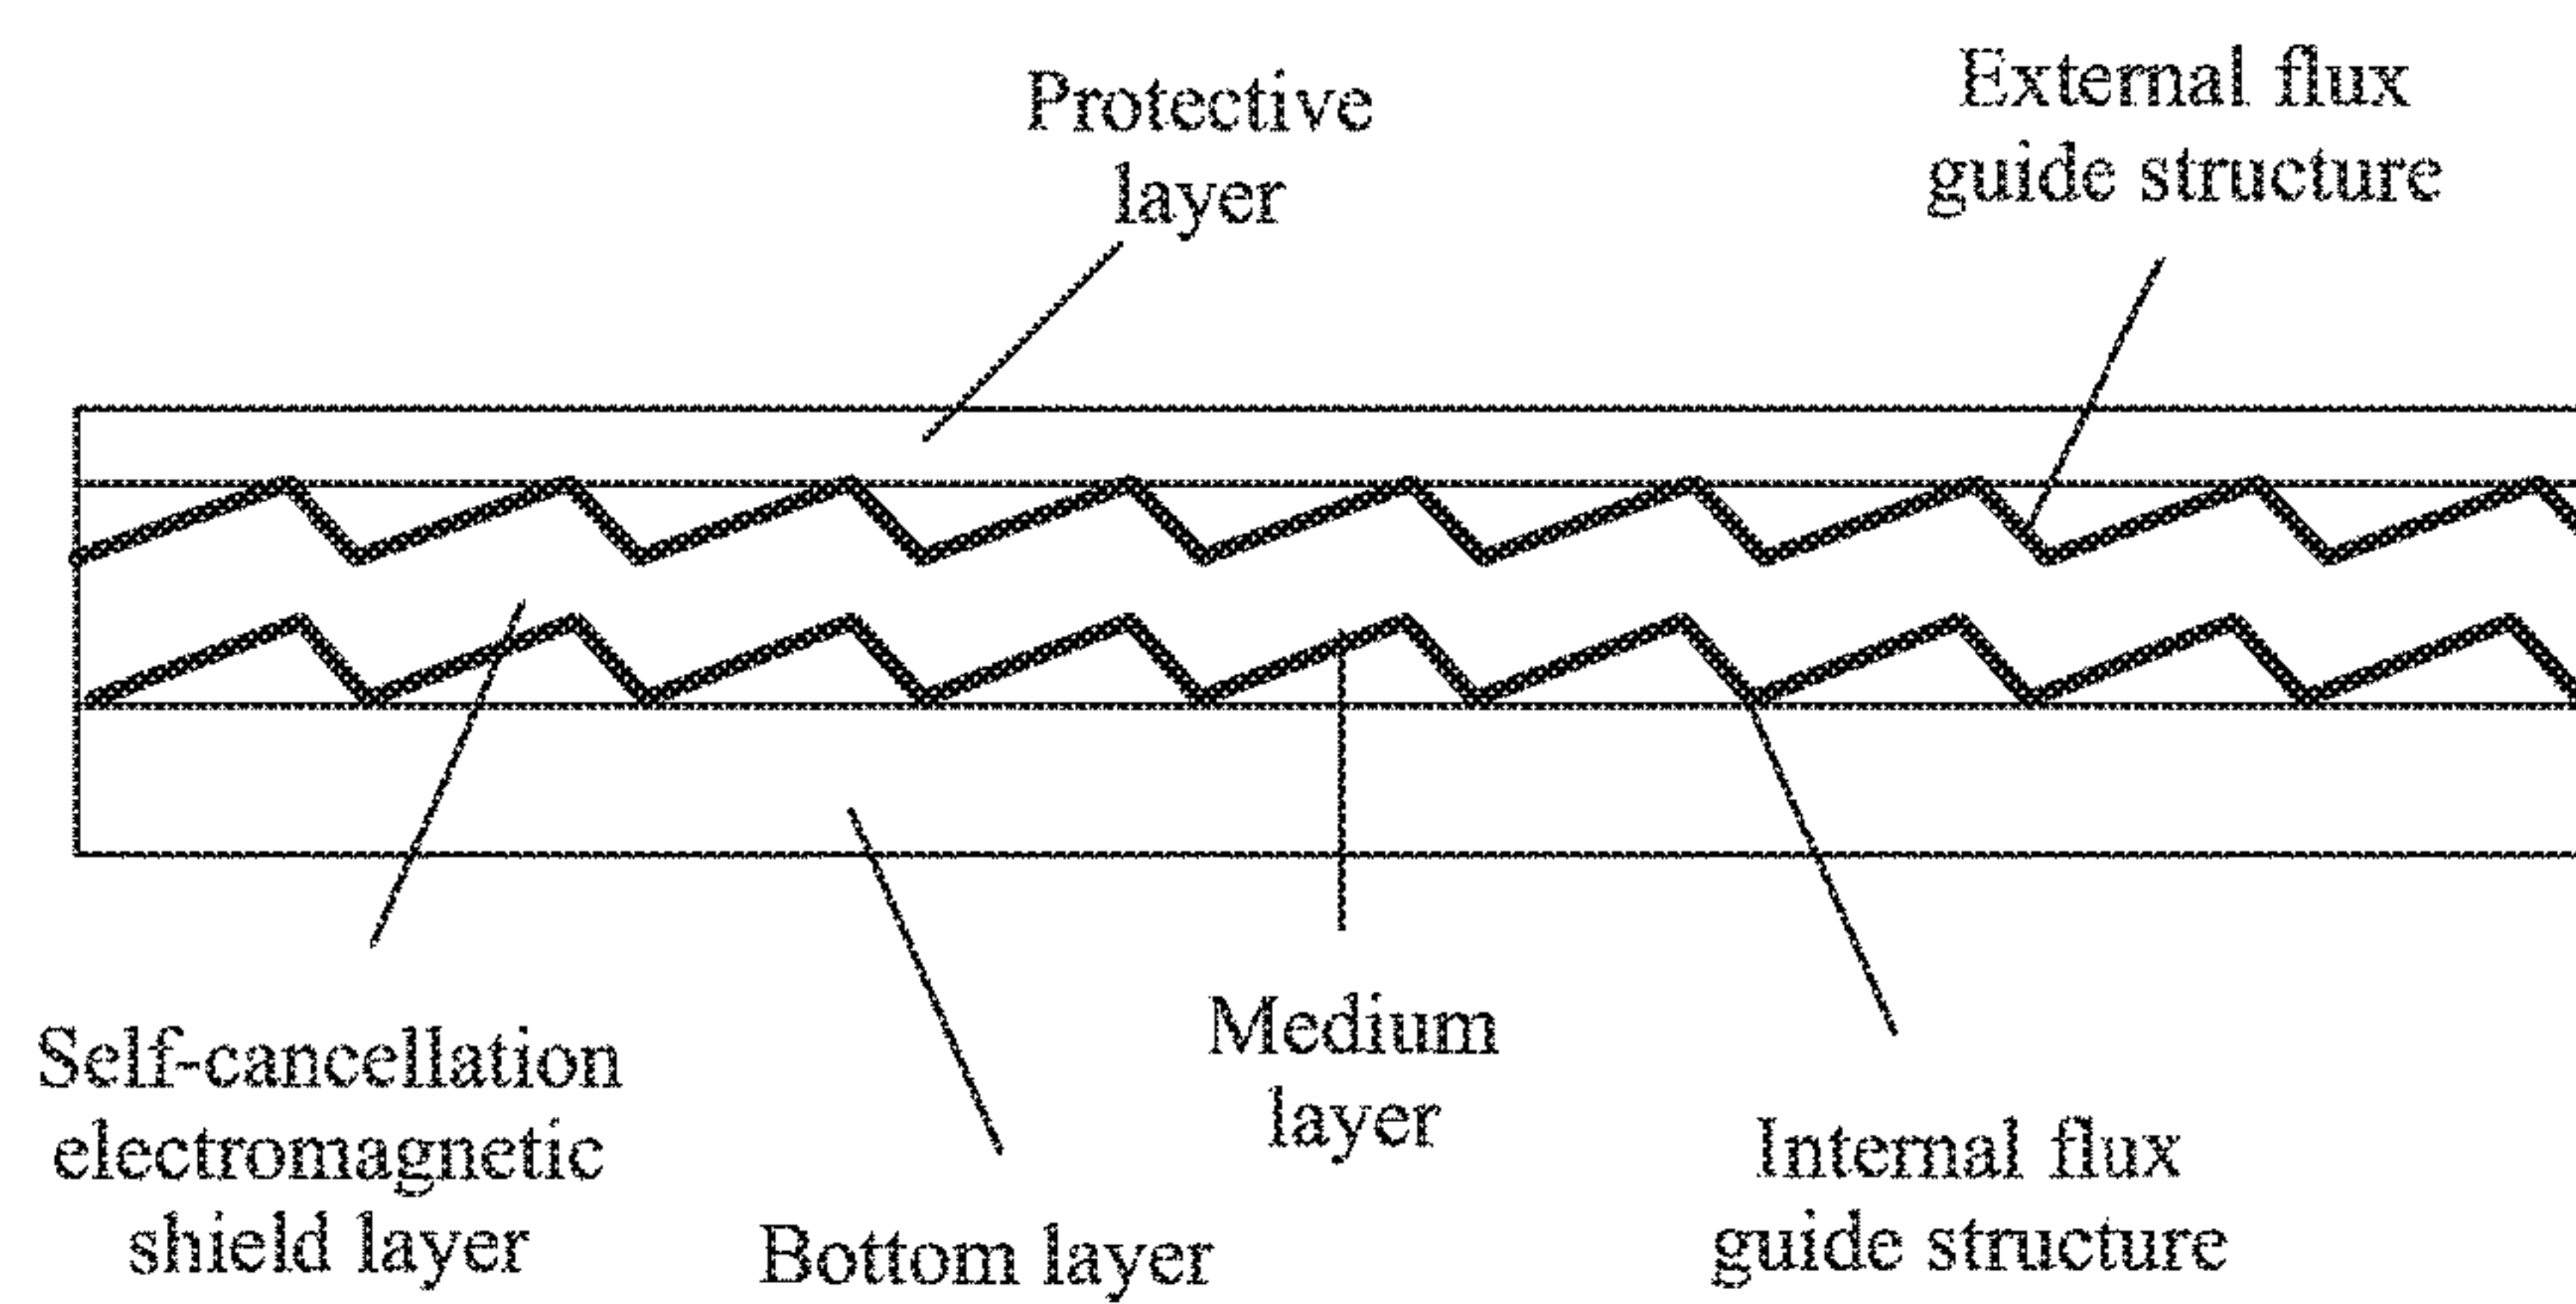 Protective
layer
External flux
guide structure
Self-cancellation
electromagnetic
shield layer
Bottom layer
Medium
layer
Internal flux
guide structure